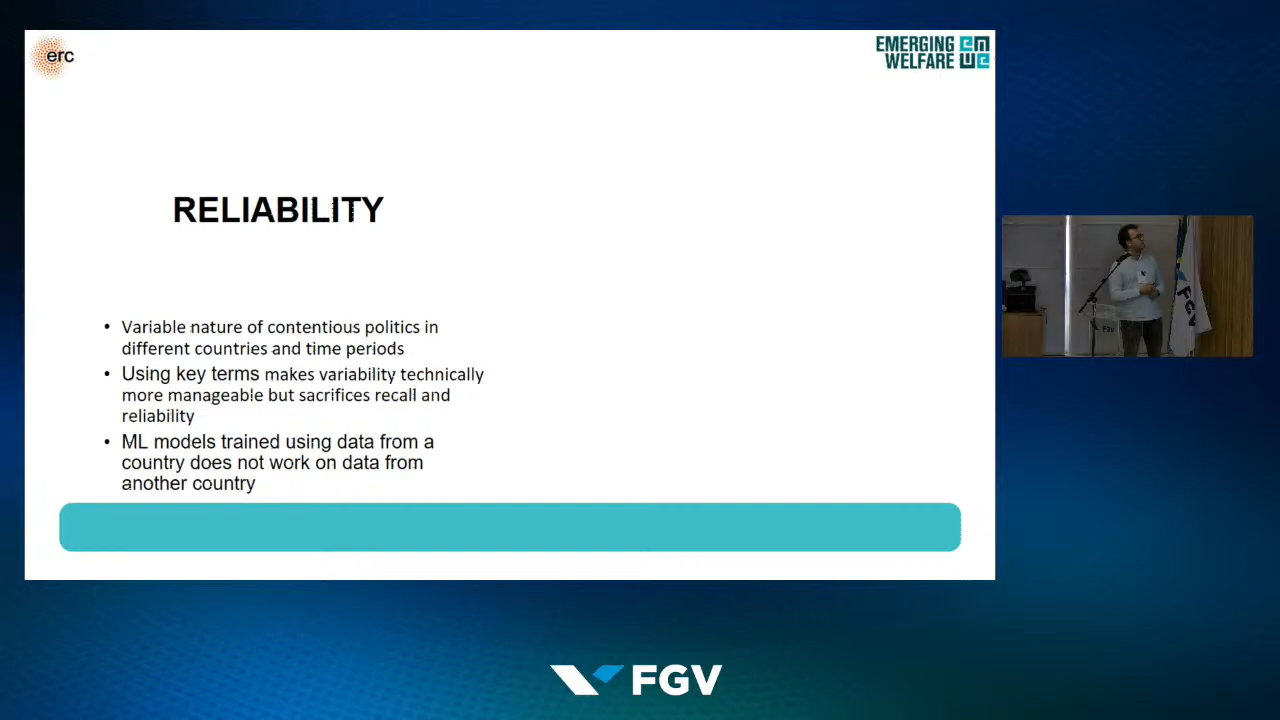 erc
EMERGING
WELFARE
RELIABILITY
• Variable nature of contentious politics in
different countries and time periods
• Using key terms makes variability technically
more manageable but sacrifices recall and
reliability
• ML models trained using data from a
country does not work on data from
another country
FGV
FGV
FGV